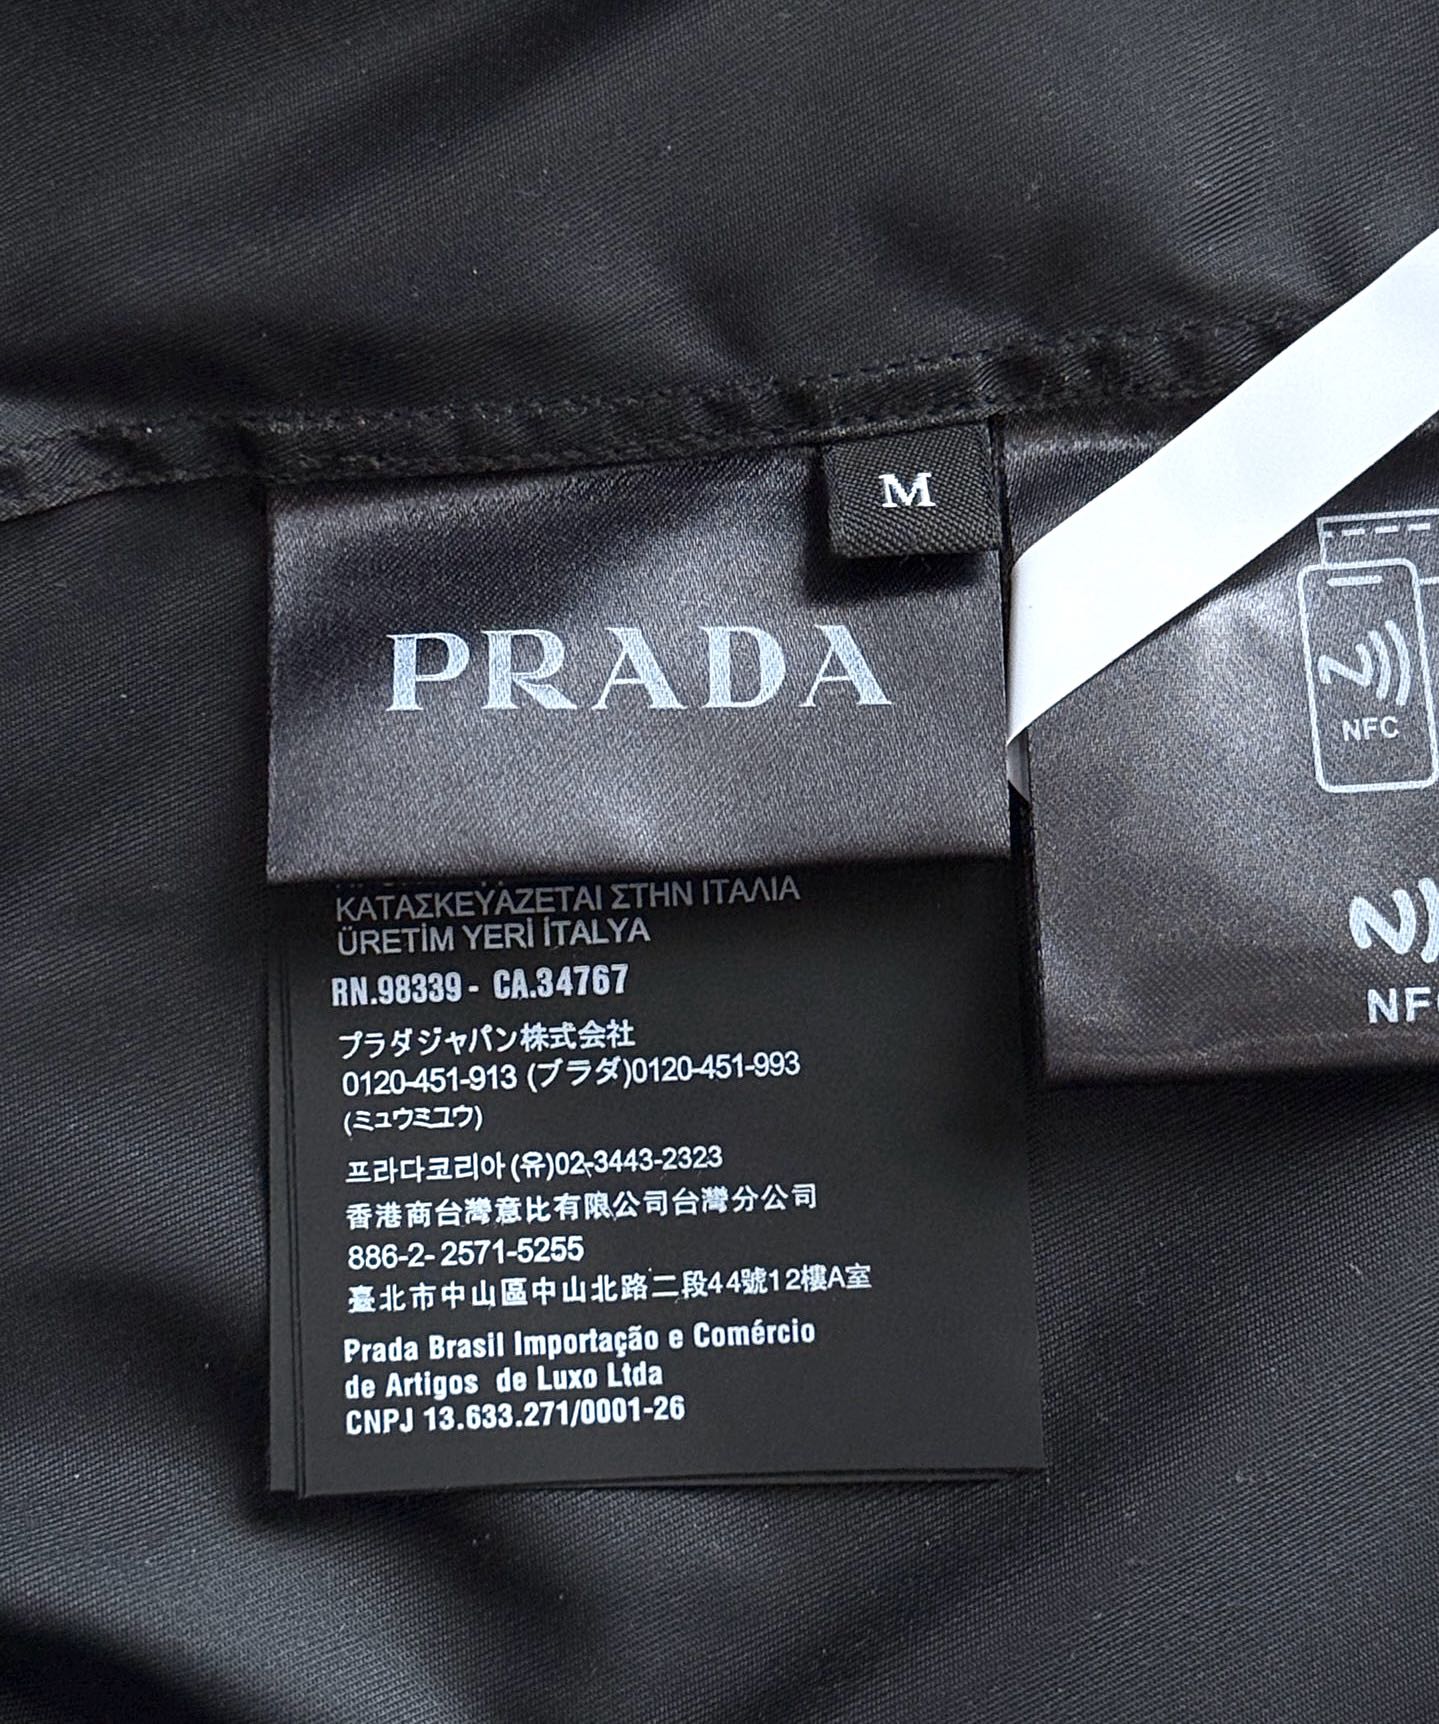 M
PRADA
NFC
NFC
ΚΑΤΑΣΚΕΥΑΖΕΤΑΙ ΣΤΗΝ ΙΤΑΛΙΑ
ÜRETİM YERİ İTALYA
RN.98339 - CA.34767
プラダジャパン株式会社
0120-451-913 (プラダ)0120-451-993
(ミュウミュウ)
프라다코리아(유)02-3443-2323
香港商台灣意比有限公司台灣分公司
886-2- 2571-5255
臺北市中山區中山北路二段44號12樓A室
Prada Brasil Importação e Comércio
de Artigos de Luxo Ltda
CNPJ 13.633.271/0001-26